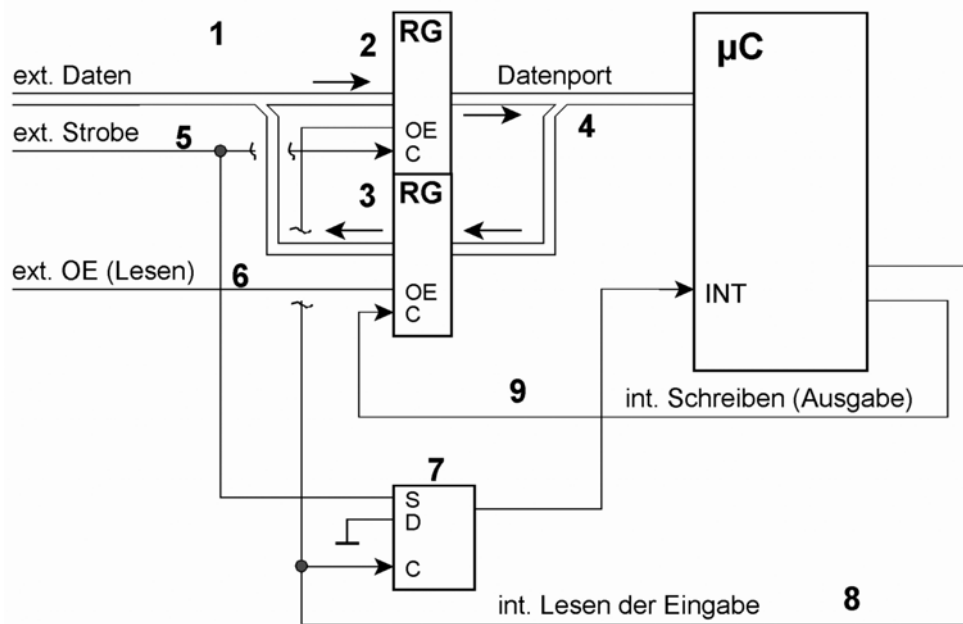 1
2
RG
µC
ext. Daten
Datenport
OE
4
ext. Strobe
5
C
3
RG
ext. OE (Lesen)
6
OE
INT
C
9
int. Schreiben (Ausgabe)
7
S
D
C
int. Lesen der Eingabe
8